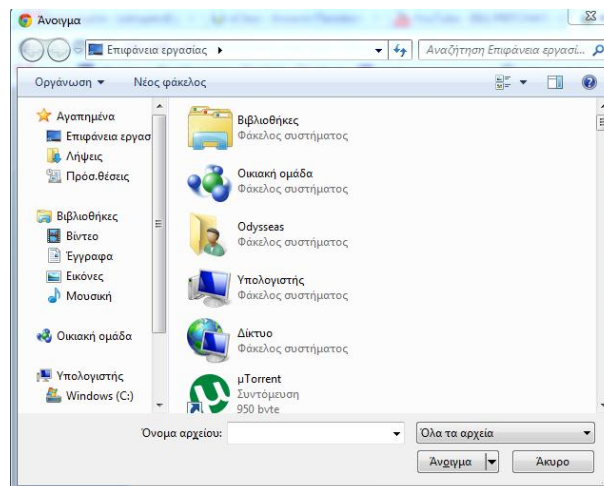 Άνοιγμα
Επιφάνεια εργασίας
Αναζήτηση Επιφάνεια εργασί...
Οργάνωση
Νέος φάκελος
Αγαπημένα
Επιφάνεια εργασ
Λήψεις
Πρόσ.θέσεις
Βιβλιοθήκες
Βίντεο
Έγγραφα
Εικόνες
Μουσική
Οικιακή ομάδα
Υπολογιστής
Windows (C:)
Βιβλιοθήκες
Φάκελος συστήματος
Οικιακή ομάδα
Φάκελος συστήματος
Odysseas
Φάκελος συστήματος
Υπολογιστής
Φάκελος συστήματος
Δίκτυο
Φάκελος συστήματος
μTorrent
Συντόμευση
950 byte
Όνομα αρχείου:
Όλα τα αρχεία
Άνοιγμα
Άκυρο